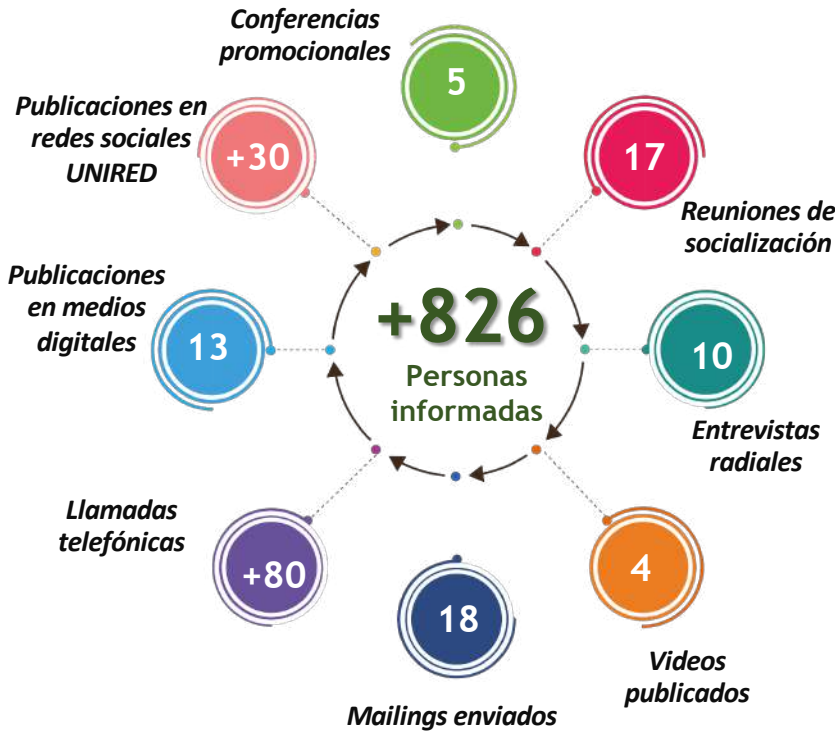 Conferencias
promocionales
5
Publicaciones en
redes sociales
UNIRED
+30
17
Reuniones de
socialización
Publicaciones
en medios
digitales
13
+826
Personas
informadas
10
Entrevistas
radiales
Llamadas
telefónicas
+80
18
Mailings enviados
4
Videos
publicados